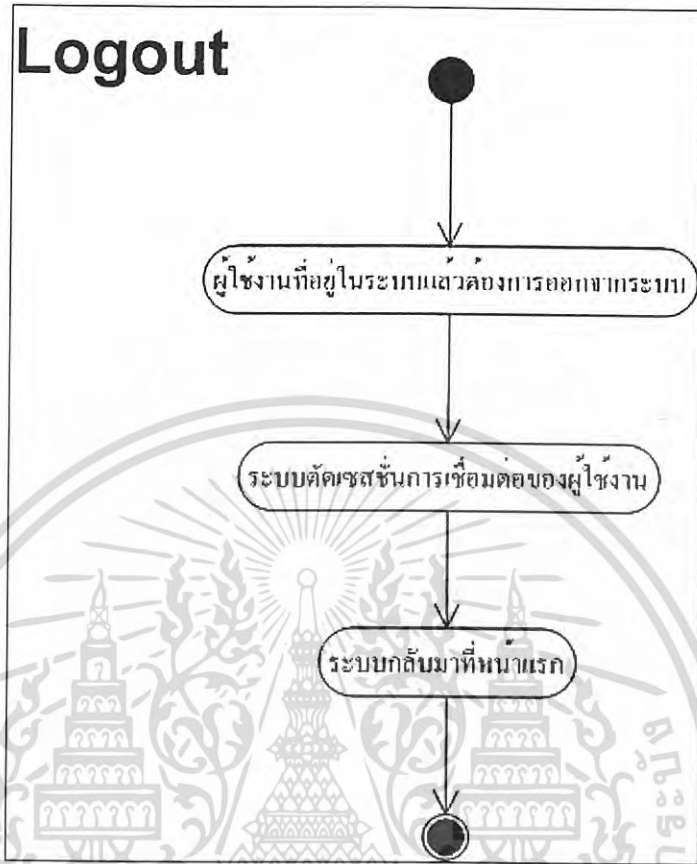 Logout
ผู้ใช้งานที่อยู่ในระบบแล้วต้องการออกจากระบบ
ระบบตัดเซสชั่นการเชื่อมต่อของผู้ใช้งาน
ระบบกลับมาที่หน้าแรก